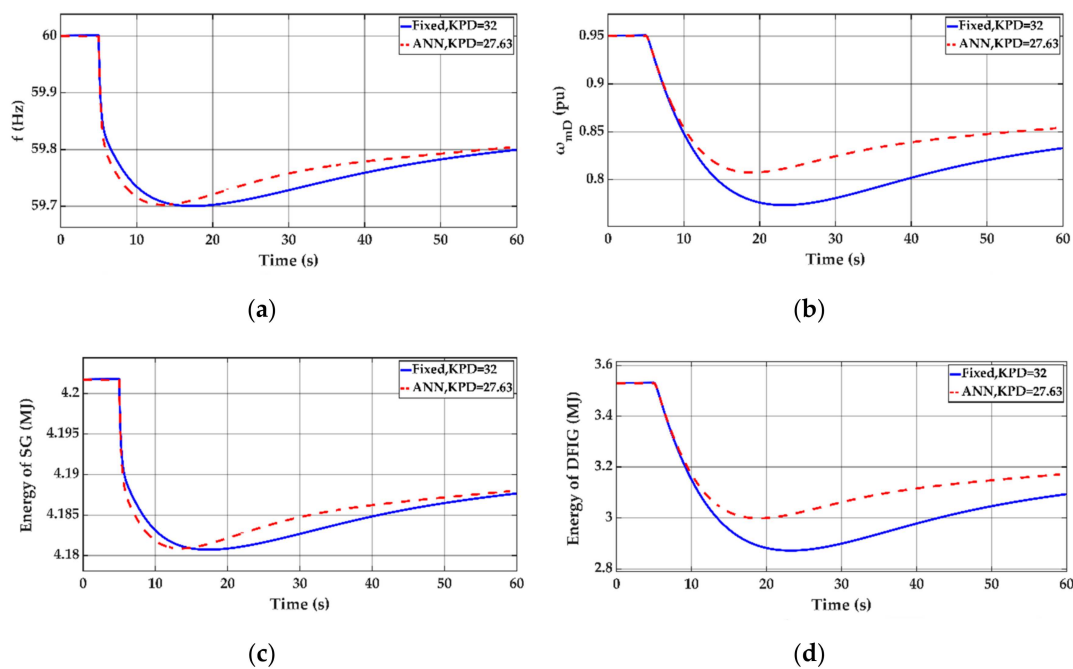 Fixed,KPD=32
ANN,KPD=27.63
60
59.9
59.8
59.7
f (Hz)
0 10 20 30 40 50 60
Time (s)
(a)
Fixed,KPD=32
ANN,KPD=27.63
0.95
0.9
0.85
0.8
ωmD (pu)
0 10 20 30 40 50 60
Time (s)
(b)
Fixed,KPD=32
ANN,KPD=27.63
4.2
4.195
4.19
4.185
4.18
Energy of SG (MJ)
0 10 20 30 40 50 60
Time (s)
(c)
Fixed,KPD=32
ANN,KPD=27.63
3.6
3.4
3.2
3
2.8
Energy of DFIG (MJ)
0 10 20 30 40 50 60
Time (s)
(d)